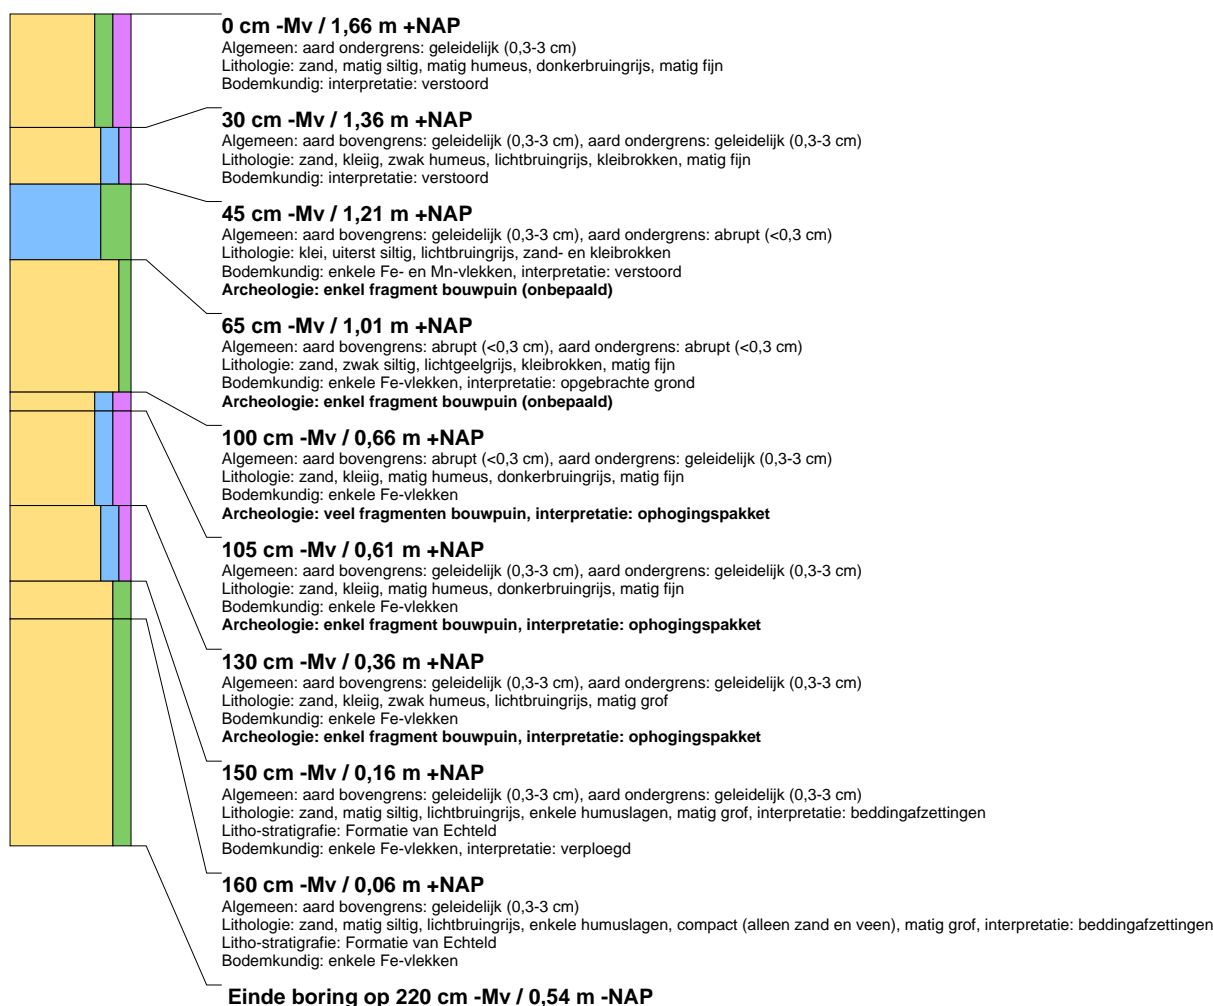 0 cm -Mv / 1,66 m +NAP
Algemeen: aard ondergrens: geleidelijk (0,3-3 cm)
Lithologie: zand, matig siltig, matig humeus, donkerbruingrijs, matig fijn
Bodemkundig: interpretatie: verstoord
30 cm -Mv / 1,36 m +NAP
Algemeen: aard bovengrens: geleidelijk (0,3-3 cm), aard ondergrens: geleidelijk (0,3-3 cm)
Lithologie: zand, kleiig, zwak humeus, lichtbruingrijs, kleibrokken, matig fijn
Bodemkundig: interpretatie: verstoord
45 cm -Mv / 1,21 m +NAP
Algemeen: aard bovengrens: geleidelijk (0,3-3 cm), aard ondergrens: abrupt (<0,3 cm)
Lithologie: klei, uiterst siltig, lichtbruingrijs, zand- en kleibrokken
Bodemkundig: enkele Fe- en Mn-vlekken, interpretatie: verstoord
Archeologie: enkel fragment bouwpuin (onbepaald)
65 cm -Mv / 1,01 m +NAP
Algemeen: aard bovengrens: abrupt (<0,3 cm), aard ondergrens: abrupt (<0,3 cm)
Lithologie: zand, zwak siltig, lichtgeelgrijs, kleibrokken, matig fijn
Bodemkundig: enkele Fe-vlekken, interpretatie: opgebrachte grond
Archeologie: enkel fragment bouwpuin (onbepaald)
100 cm -Mv / 0,66 m +NAP
Algemeen: aard bovengrens: abrupt (<0,3 cm), aard ondergrens: geleidelijk (0,3-3 cm)
Lithologie: zand, kleiig, matig humeus, donkerbruingrijs, matig fijn
Bodemkundig: enkele Fe-vlekken
Archeologie: veel fragmenten bouwpuin, interpretatie: ophogingspakket
105 cm -Mv / 0,61 m +NAP
Algemeen: aard bovengrens: geleidelijk (0,3-3 cm), aard ondergrens: geleidelijk (0,3-3 cm)
Lithologie: zand, kleiig, matig humeus, donkerbruingrijs, matig fijn
Bodemkundig: enkele Fe-vlekken
Archeologie: enkel fragment bouwpuin, interpretatie: ophogingspakket
130 cm -Mv / 0,36 m +NAP
Algemeen: aard bovengrens: geleidelijk (0,3-3 cm), aard ondergrens: geleidelijk (0,3-3 cm)
Lithologie: zand, kleiig, zwak humeus, lichtbruingrijs, matig grof
Bodemkundig: enkele Fe-vlekken
Archeologie: enkel fragment bouwpuin, interpretatie: ophogingspakket
150 cm -Mv / 0,16 m +NAP
Algemeen: aard bovengrens: geleidelijk (0,3-3 cm), aard ondergrens: geleidelijk (0,3-3 cm)
Lithologie: zand, matig siltig, lichtbruingrijs, enkele humuslagen, matig grof, interpretatie: beddingafzettingen
Litho-stratigrafie: Formatie van Echteld
Bodemkundig: enkele Fe-vlekken, interpretatie: verploegd
160 cm -Mv / 0,06 m +NAP
Algemeen: aard bovengrens: geleidelijk (0,3-3 cm)
Lithologie: zand, matig siltig, lichtbruingrijs, enkele humuslagen, compact (alleen zand en veen), matig grof, interpretatie: beddingafzettingen
Litho-stratigrafie: Formatie van Echteld
Bodemkundig: enkele Fe-vlekken
Einde boring op 220 cm -Mv / 0,54 m -NAP